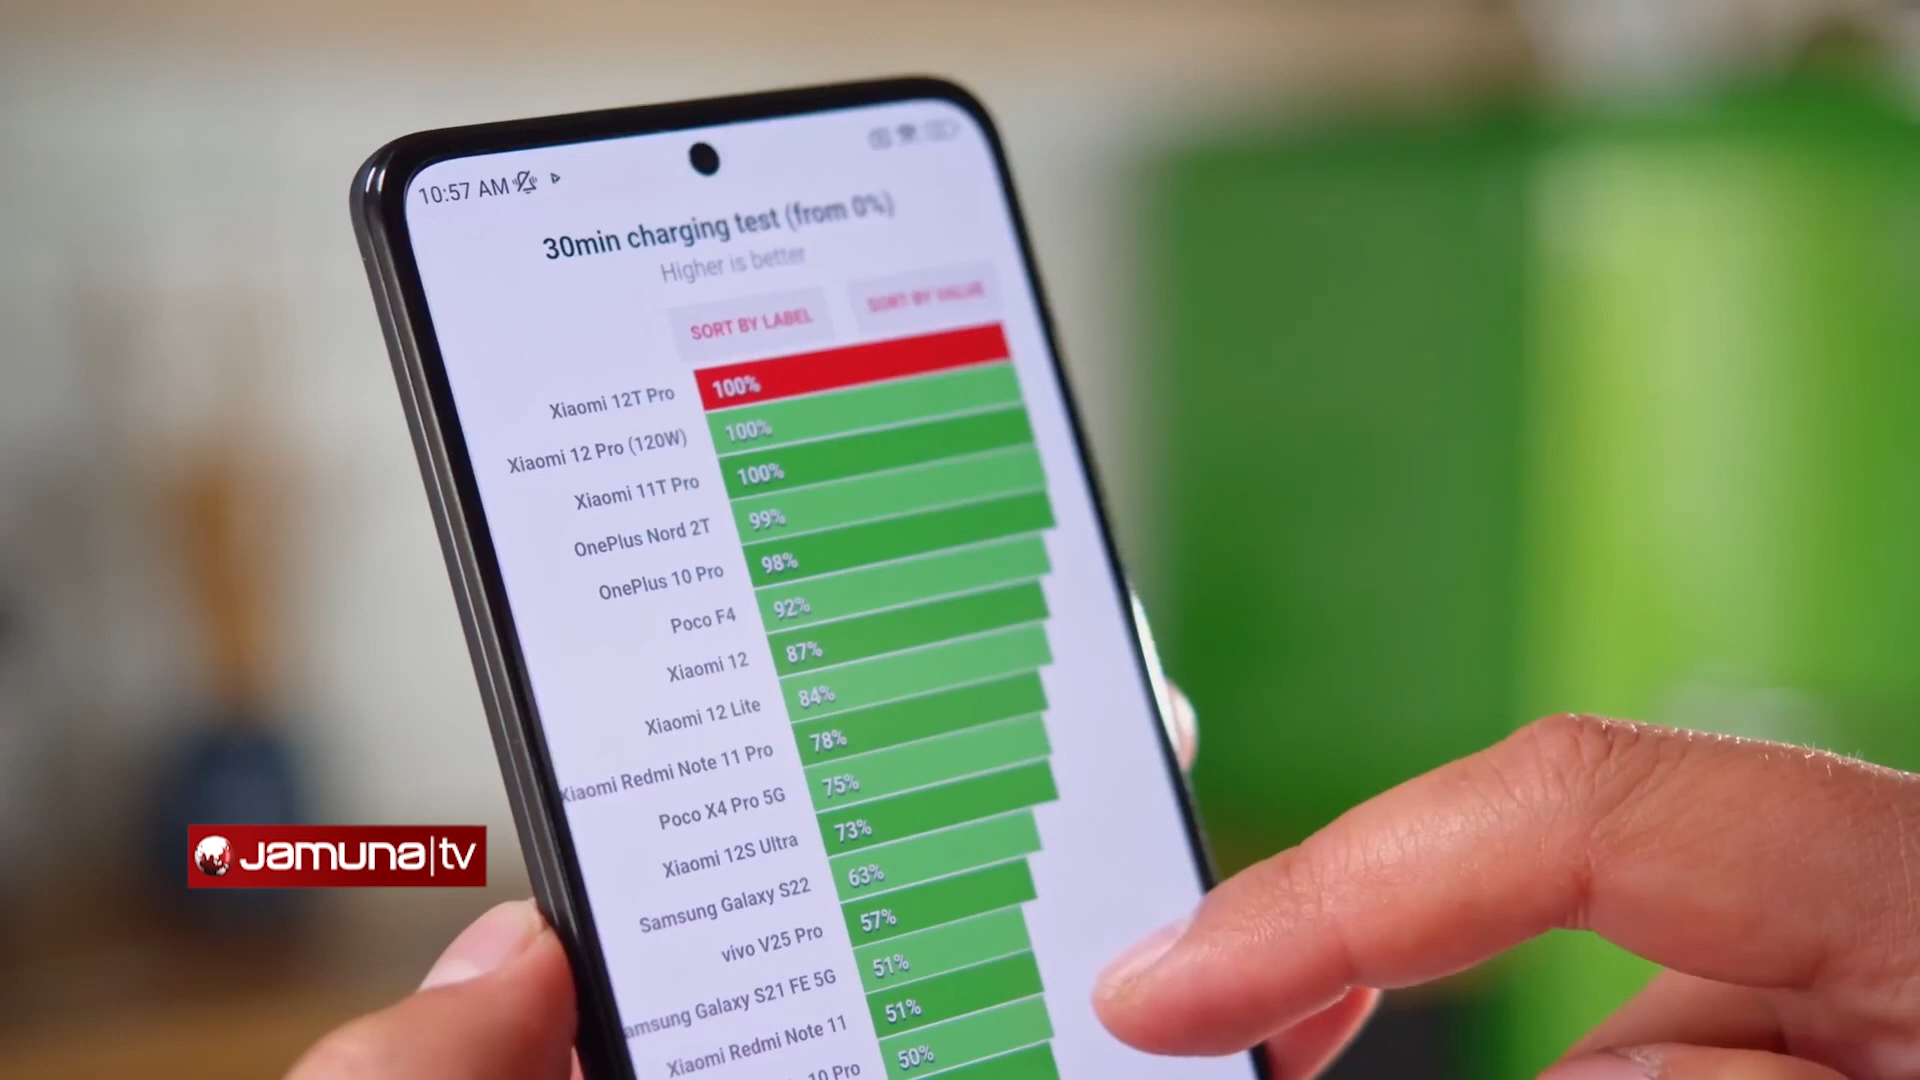 10:57 AM
30min charging test (from 0%)
Higher is better
SORT BY LABEL SORT BY VALUE
Xiaomi 12T Pro 100%
Xiaomi 12 Pro (120W) 100%
Xiaomi 11T Pro 100%
OnePlus Nord 2T 99%
OnePlus 10 Pro 98%
Poco F4 92%
Xiaomi 12 87%
Xiaomi 12 Lite 84%
Xiaomi Redmi Note 11 Pro 78%
Poco X4 Pro 5G 75%
Xiaomi 12S Ultra 73%
Samsung Galaxy S22 63%
vivo V25 Pro 57%
amsung Galaxy S21 FE 5G 51%
Xiaomi Redmi Note 11 51%
10 Pro 50%
Jamuna|tv